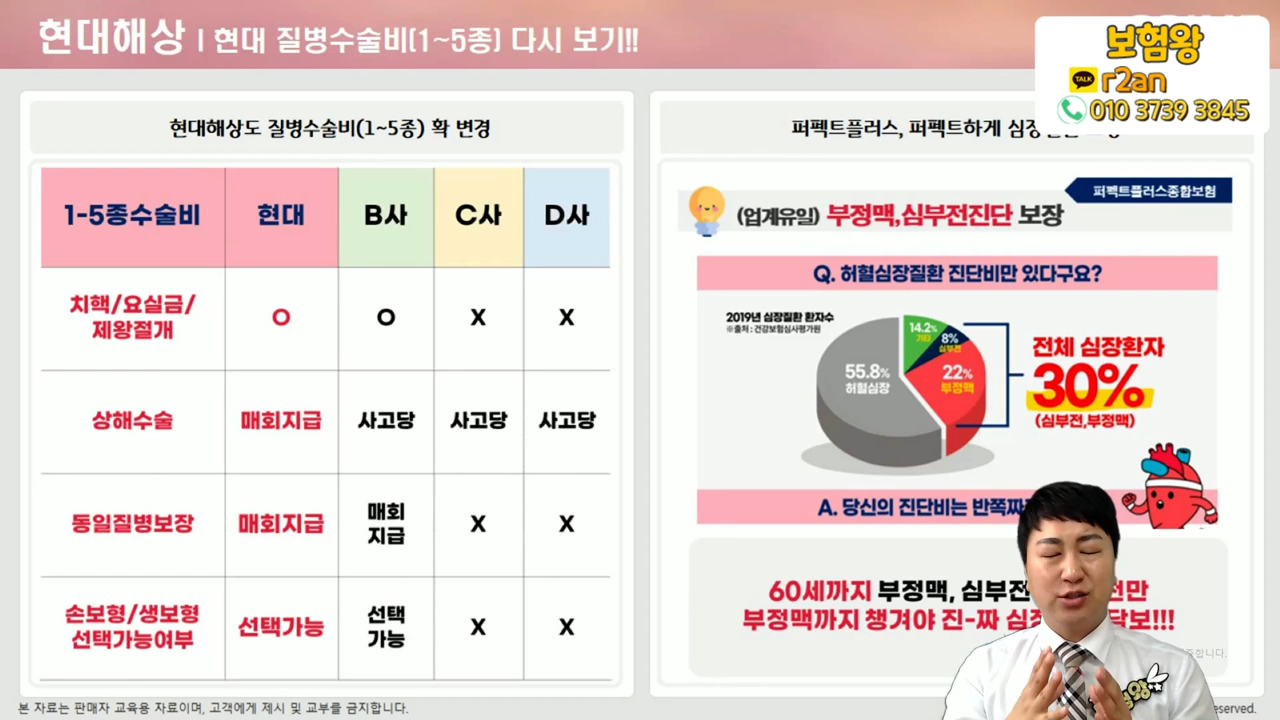 현대해상 | 현대 질병수술비(1~5종) 다시 보기!!
보험왕
TALK r2an
010 3739 3845
현대해상도 질병수술비(1~5종) 확 변경
1-5종수술비 현대 B사 C사 D사
치핵/요실금/
제왕절개
O O X X
상해수술 매회지급 사고당 사고당 사고당
동일질병보장 매회지급 매회
지급
X X
손보형/생보형
선택가능여부
선택가능 선택
가능
X X
퍼펙트플러스, 퍼펙트하게
퍼펙트플러스종합보험
(업계유일) 부정맥,심부전진단 보장
Q. 허혈심장질환 진단비만 있다구요?
2019년 심장질환 환자수
※출처 : 건강보험심사평가원
14.2%
기타
8%
심부전
55.8%
허혈심장
22%
부정맥
전체 심장환자
30%
(심부전,부정맥)
A. 당신의 진단비는 반쪽짜
60세까지 부정맥, 심부전
부정맥까지 챙겨야 진-짜 보!!!
본 자료는 판매자 교육용 자료이며, 고객에게 제시 및 교부를 금지합니다.